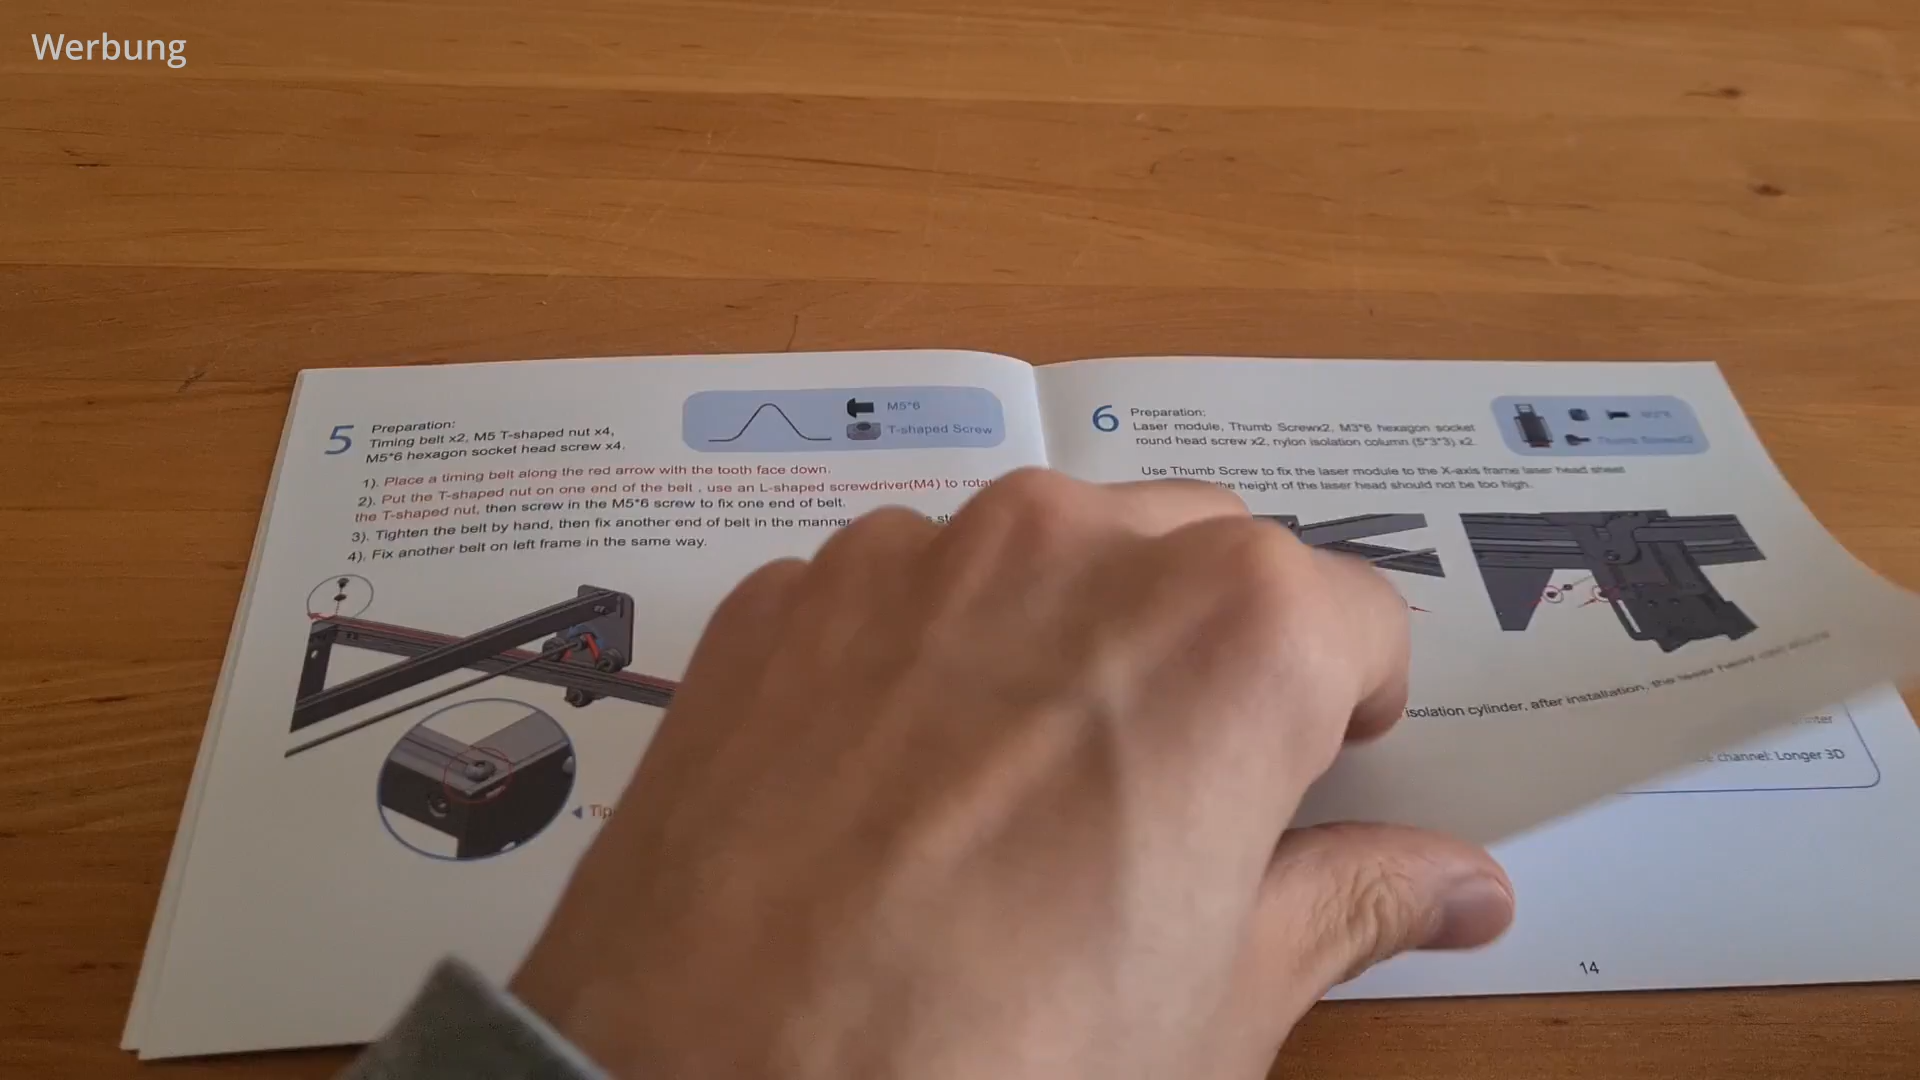 Werbung
5
Preparation:
Timing belt x2, M5 T-shaped nut x4,
M5*6 hexagon socket head screw x4.
M5*6
T-shaped Screw
1). Place a timing belt along the red arrow with the tooth face down.
2). Put the T-shaped nut on one end of the belt , use an L-shaped screwdriver(M4) to
the T-shaped nut, then screw in the M5*6 screw to fix one end of belt.
3). Tighten the belt by hand, then fix another end of belt in the manner
4). Fix another belt on left frame in the same way.
6
Preparation:
Laser module, Thumb Screwx2, M3*6 hexagon socket
round head screw x2, nylon isolation column (5*3*3) x2.
Thumb Screw
Use Thumb Screw to fix the laser module to the X-axis frame laser head sheet
the height of the laser head should not be too high.
isolation cylinder, after installation, the laser
channel: Longer 3D
14